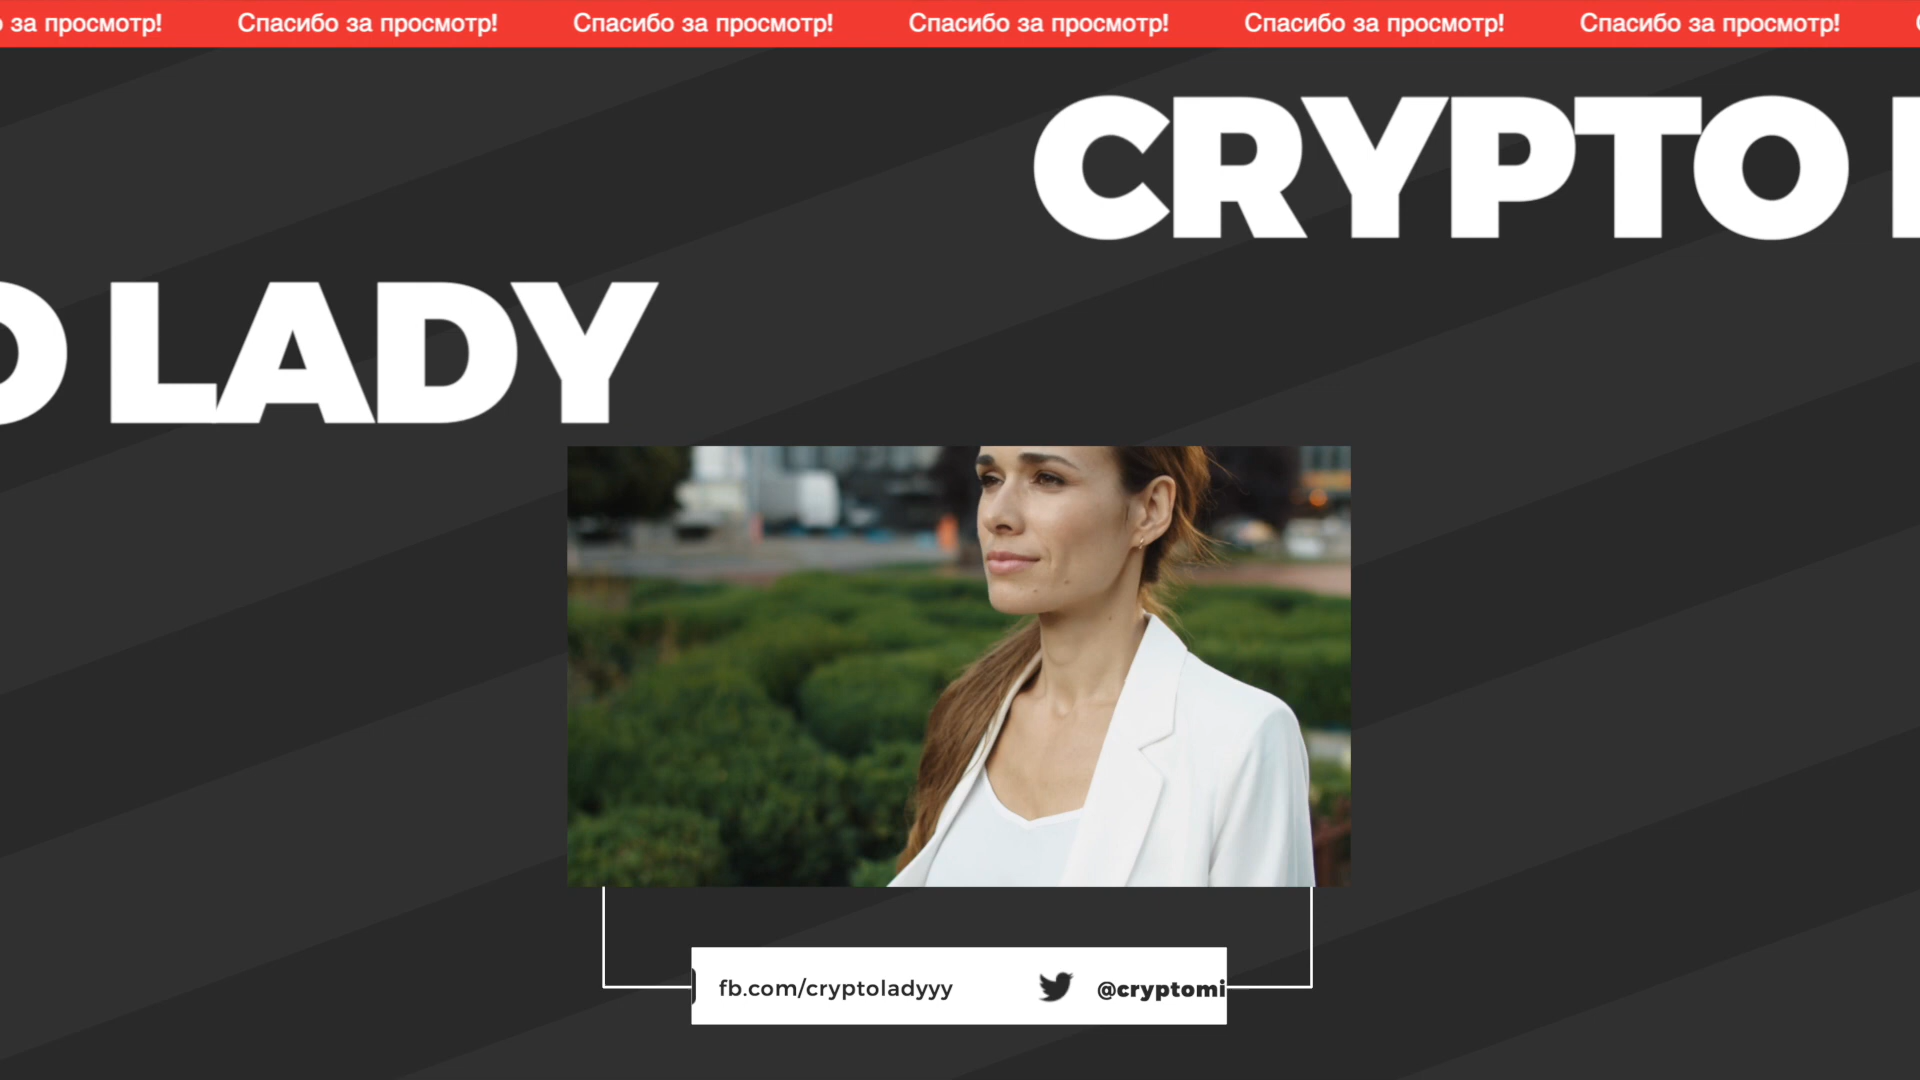 за просмотр! Спасибо за просмотр! Спасибо за просмотр! Спасибо за просмотр! Спасибо за просмотр! Спасибо за просмотр!
CRYPTO
LADY
fb.com/cryptoladyyy @cryptomi